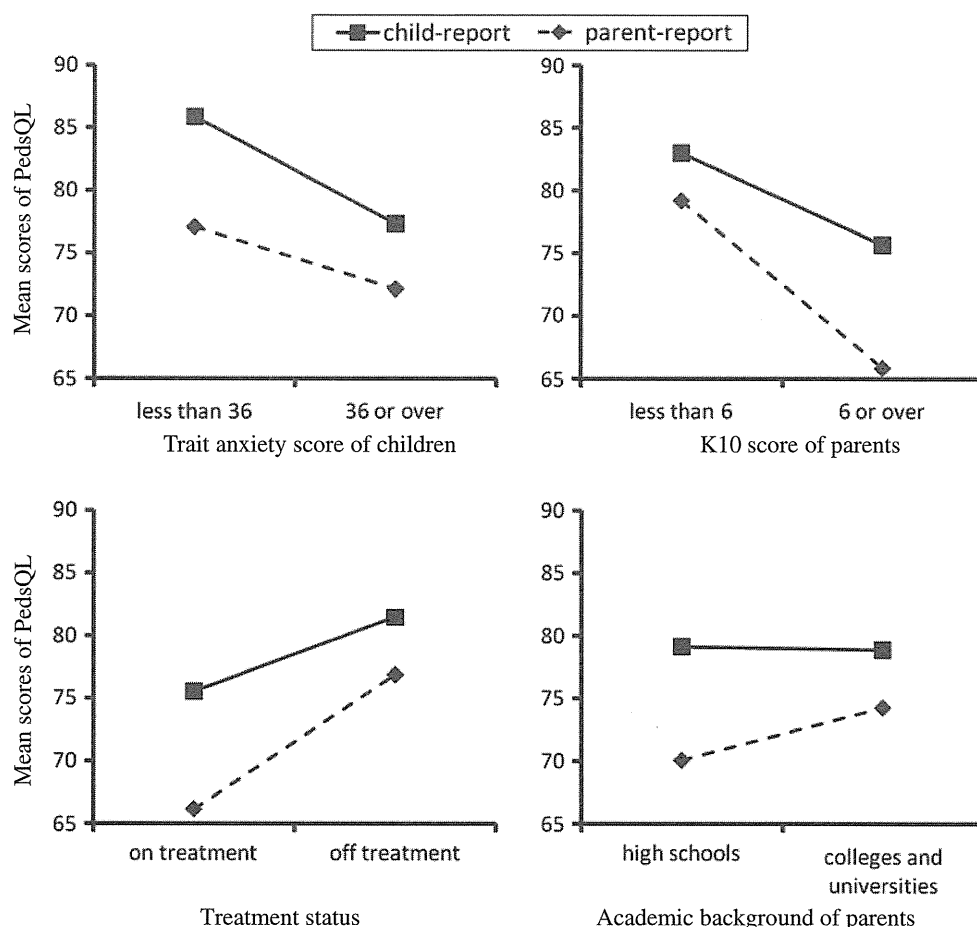 child-report parent-report
90
85
80
75
70
65
Mean scores of PedsQL
less than 36 36 or over
Trait anxiety score of children
90
85
80
75
70
65
less than 6 6 or over
K10 score of parents
90
85
80
75
70
65
Mean scores of PedsQL
on treatment off treatment
Treatment status
90
85
80
75
70
65
high schools colleges and
universities
Academic background of parents